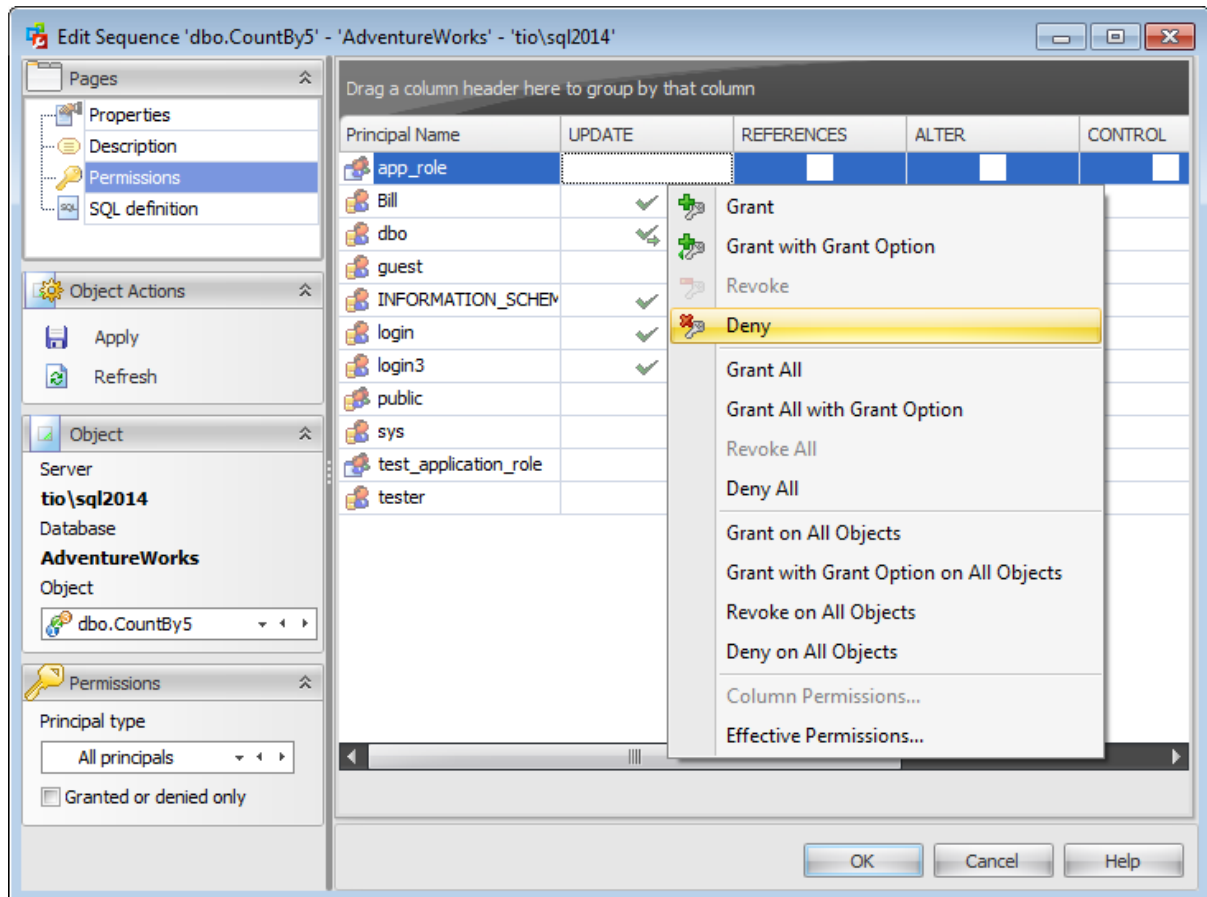 Edit Sequence 'dbo.CountBy5' - 'AdventureWorks' - 'tio\sql2014'
Pages
Properties
Description
Permissions
SQL SQL definition
Object Actions
Apply
Refresh
Object
Server
tio\sql2014
Database
AdventureWorks
Object
dbo.CountBy5
Permissions
Principal type
All principals
Granted or denied only
Drag a column header here to group by that column
Principal Name UPDATE REFERENCES ALTER CONTROL
app_role
Bill
dbo
guest
INFORMATION_SCHEM
login
login3
public
sys
test_application_role
tester
Grant
Grant with Grant Option
Revoke
Deny
Grant All
Grant All with Grant Option
Revoke All
Deny All
Grant on All Objects
Grant with Grant Option on All Objects
Revoke on All Objects
Deny on All Objects
Column Permissions...
Effective Permissions...
OK Cancel Help